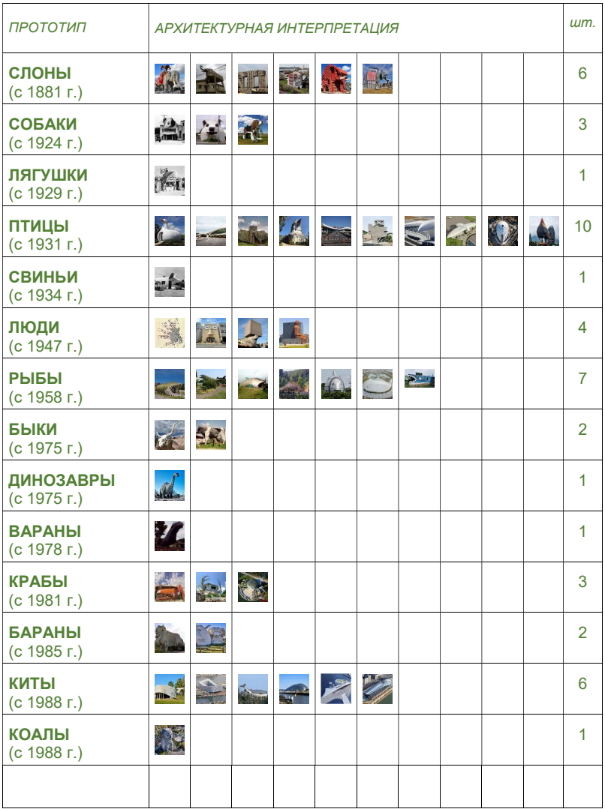 ПРОТОТИП АРХИТЕКТУРНАЯ ИНТЕРПРЕТАЦИЯ шт.
СЛОНЫ
(с 1881 г.) 6
СОБАКИ
(с 1924 г.) 3
ЛЯГУШКИ
(с 1929 г.) 1
ПТИЦЫ
(с 1931 г.) 10
СВИНЬИ
(с 1934 г.) 1
ЛЮДИ
(с 1947 г.) 4
РЫБЫ
(с 1958 г.) 7
БЫКИ
(с 1975 г.) 2
ДИНОЗАВРЫ
(с 1975 г.) 1
ВАРАНЫ
(с 1978 г.) 1
КРАБЫ
(с 1981 г.) 3
БАРАНЫ
(с 1985 г.) 2
КИТЫ
(с 1988 г.) 6
КОАЛЫ
(с 1988 г.) 1